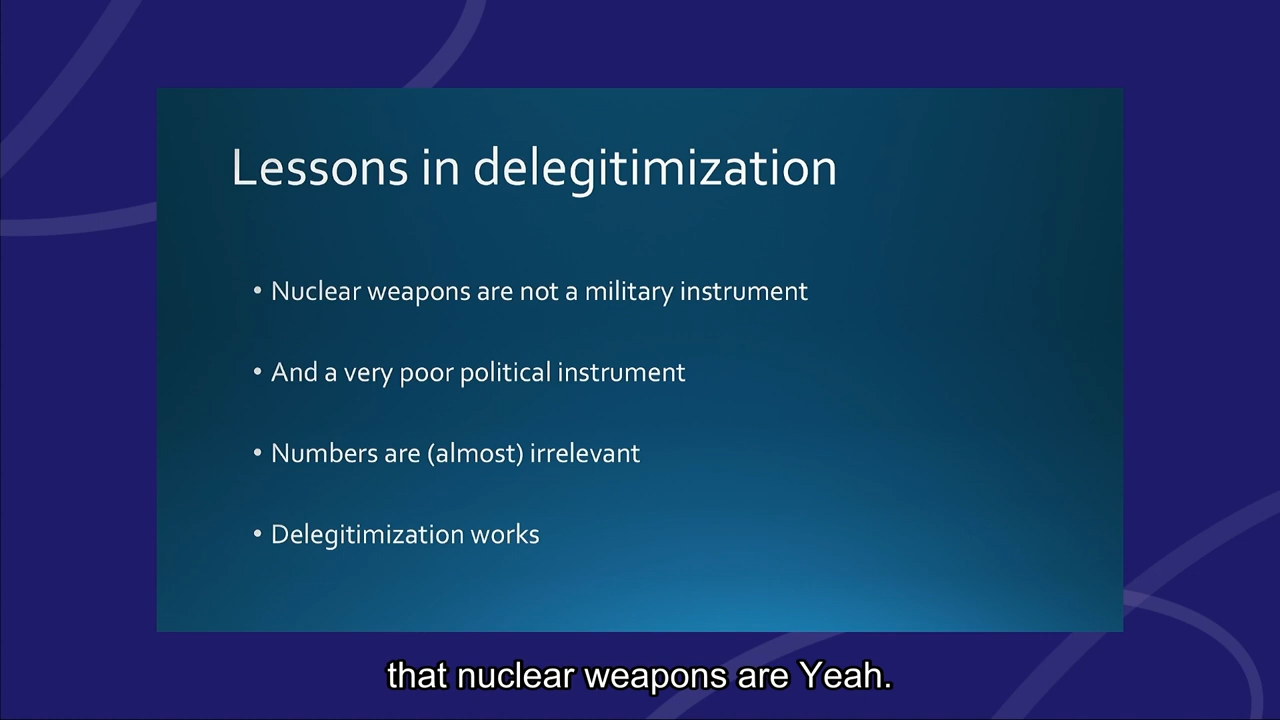 Lessons in delegitimization
• Nuclear weapons are not a military instrument
• And a very poor political instrument
• Numbers are (almost) irrelevant
• Delegitimization works
that nuclear weapons are Yeah.